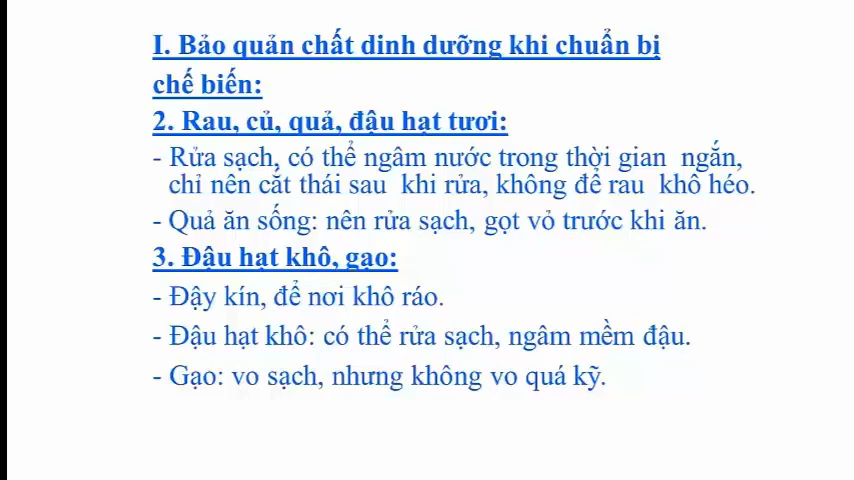 I. Bảo quản chất dinh dưỡng khi chuẩn bị
chế biến:
2. Rau, củ, quả, đậu hạt tươi:
- Rửa sạch, có thể ngâm nước trong thời gian ngắn,
chỉ nên cắt thái sau khi rửa, không để rau khô héo.
- Quả ăn sống: nên rửa sạch, gọt vỏ trước khi ăn.
3. Đậu hạt khô, gạo:
- Đậy kín, để nơi khô ráo.
- Đậu hạt khô: có thể rửa sạch, ngâm mềm đậu.
- Gạo: vo sạch, nhưng không vo quá kỹ.